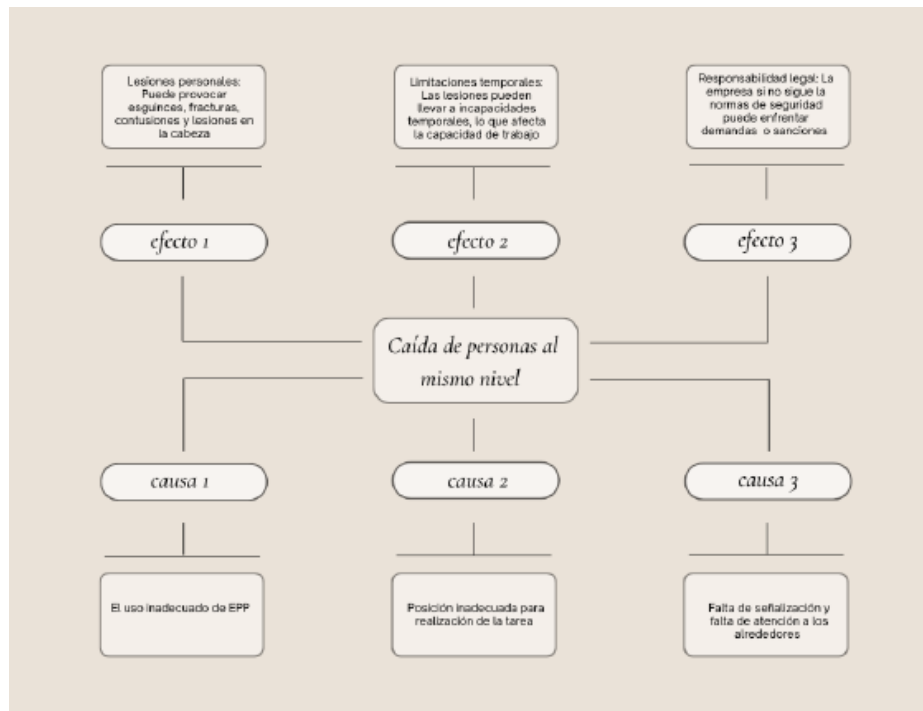 Lesiones personales:
Puede provocar
esguinces, fracturas,
contusiones y lesiones en
la cabeza
Limitaciones temporales:
Las lesiones pueden
llevar a incapacidades
temporales, lo que afecta
la capacidad de trabajo
Responsabilidad legal: La
empresa si no sigue la
normas de seguridad
puede enfrentar
demandas o sanciones
efecto 1
efecto 2
efecto 3
Caída de personas al
mismo nivel
causa 1
causa 2
causa 3
El uso inadecuado de EPP
Posición inadecuada para
realización de la tarea
Falta de señalización y
falta de atención a los
alrededores